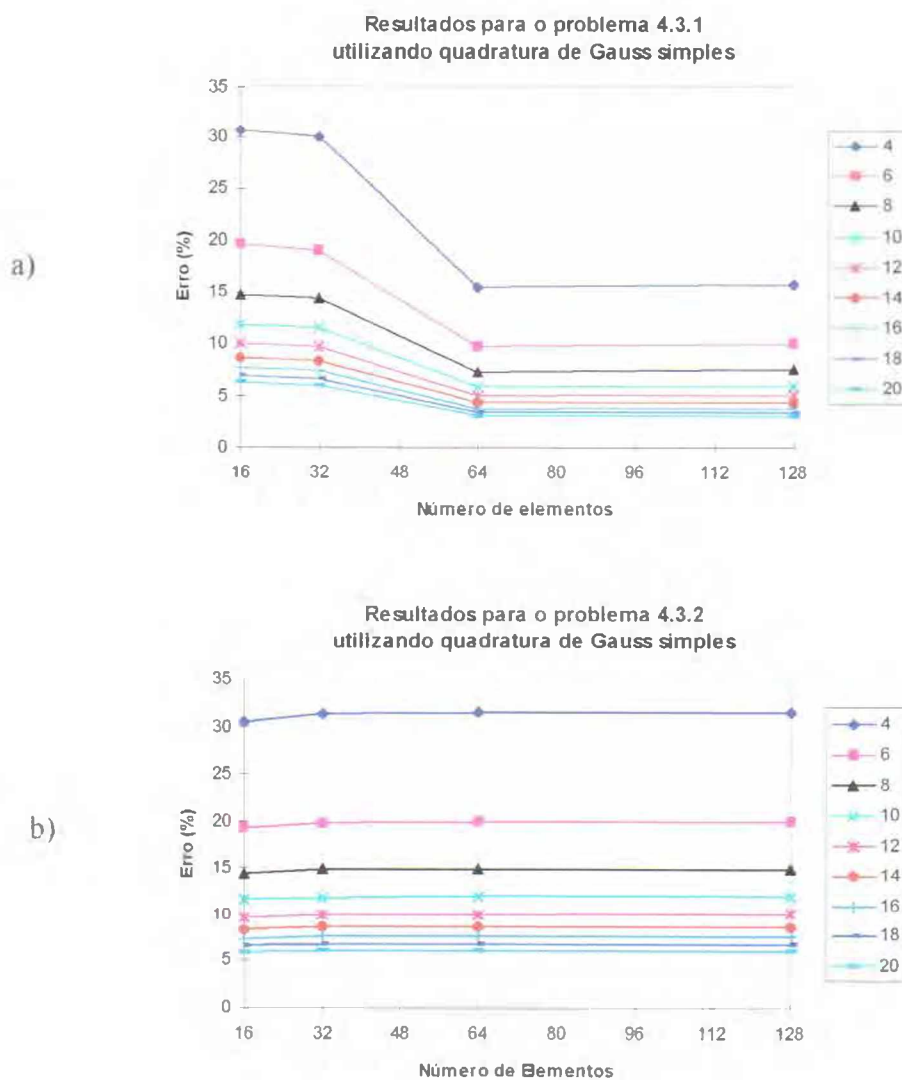 a)
Resultados para o problema 4.3.1
utilizando quadratura de Gauss simples
Erro (%)
35
30
25
20
15
10
5
0
16 32 48 64 80 96 112 128
Número de elementos
4
6
8
10
12
14
16
18
20
b)
Resultados para o problema 4.3.2
utilizando quadratura de Gauss simples
Erro (%)
35
30
25
20
15
10
5
0
16 32 48 64 80 96 112 128
Número de Elementos
4
6
8
10
12
14
16
18
20